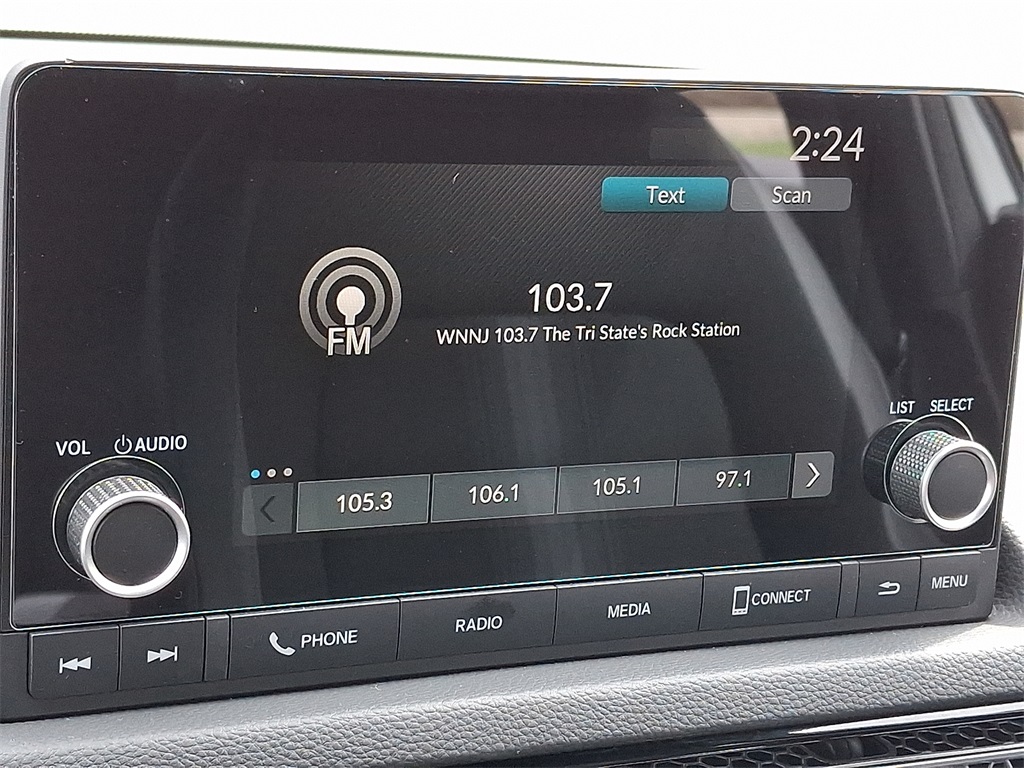 2:24
Text
Scan
FM
103.7
WNNJ 103.7 The Tri State's Rock Station
VOL
AUDIO
LIST
SELECT
105.3
106.1
105.1
97.1
PHONE
RADIO
MEDIA
CONNECT
MENU